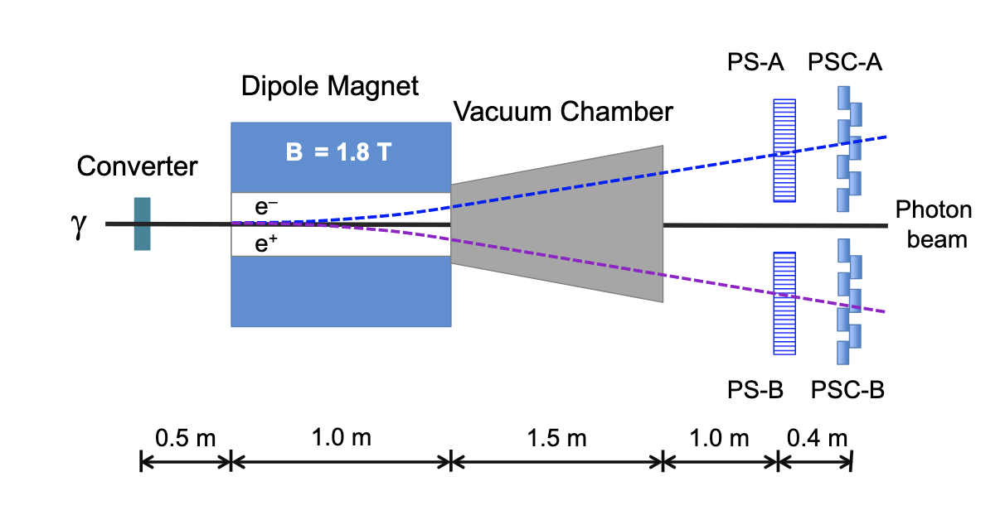 PS-A PSC-A
Dipole Magnet
Vacuum Chamber
B = 1.8 T
Converter
e−
γ
e+
Photon
beam
PS-B PSC-B
0.5 m 1.0 m 1.5 m 1.0 m 0.4 m